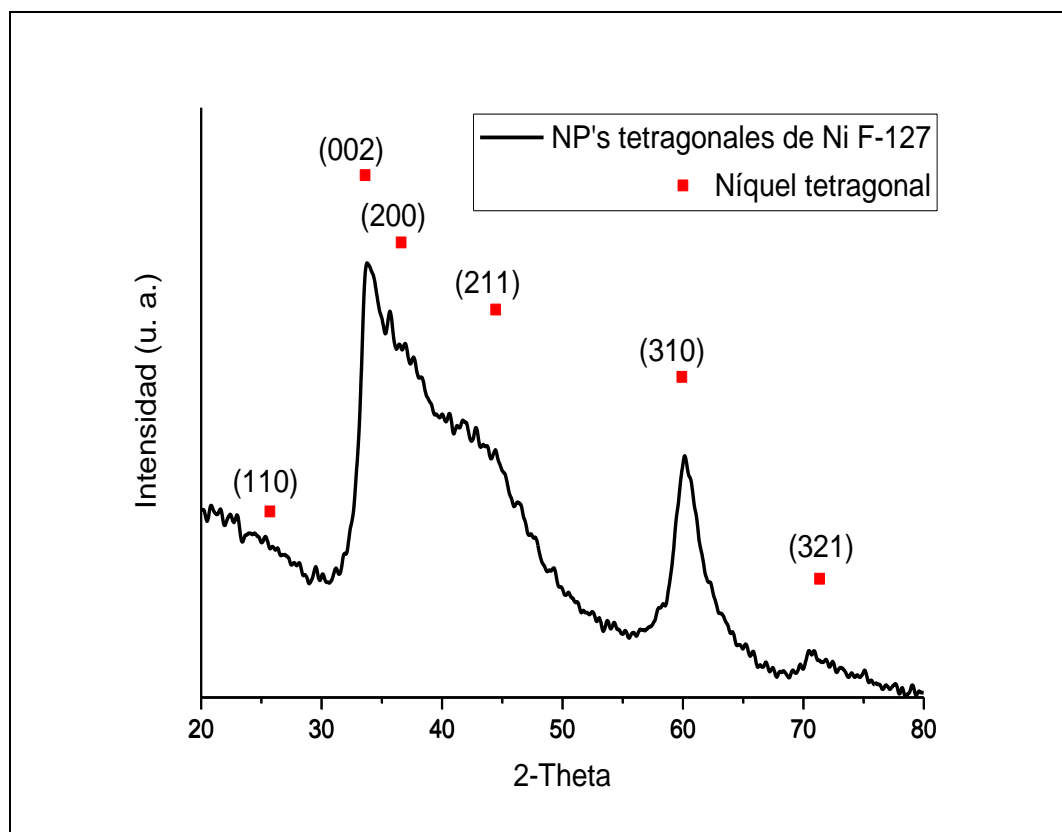 NP's tetragonales de Ni F-127
Níquel tetragonal
(002)
(200)
(211)
(310)
(110)
(321)
Intensidad (u. a.)
20 30 40 50 60 70 80
2-Theta